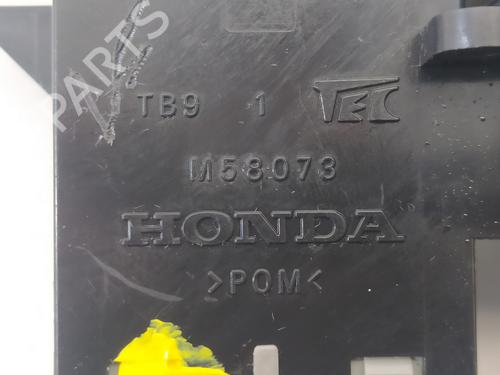 B-PARTS
TB9 1 TEC
M58073
HONDA
>POM<